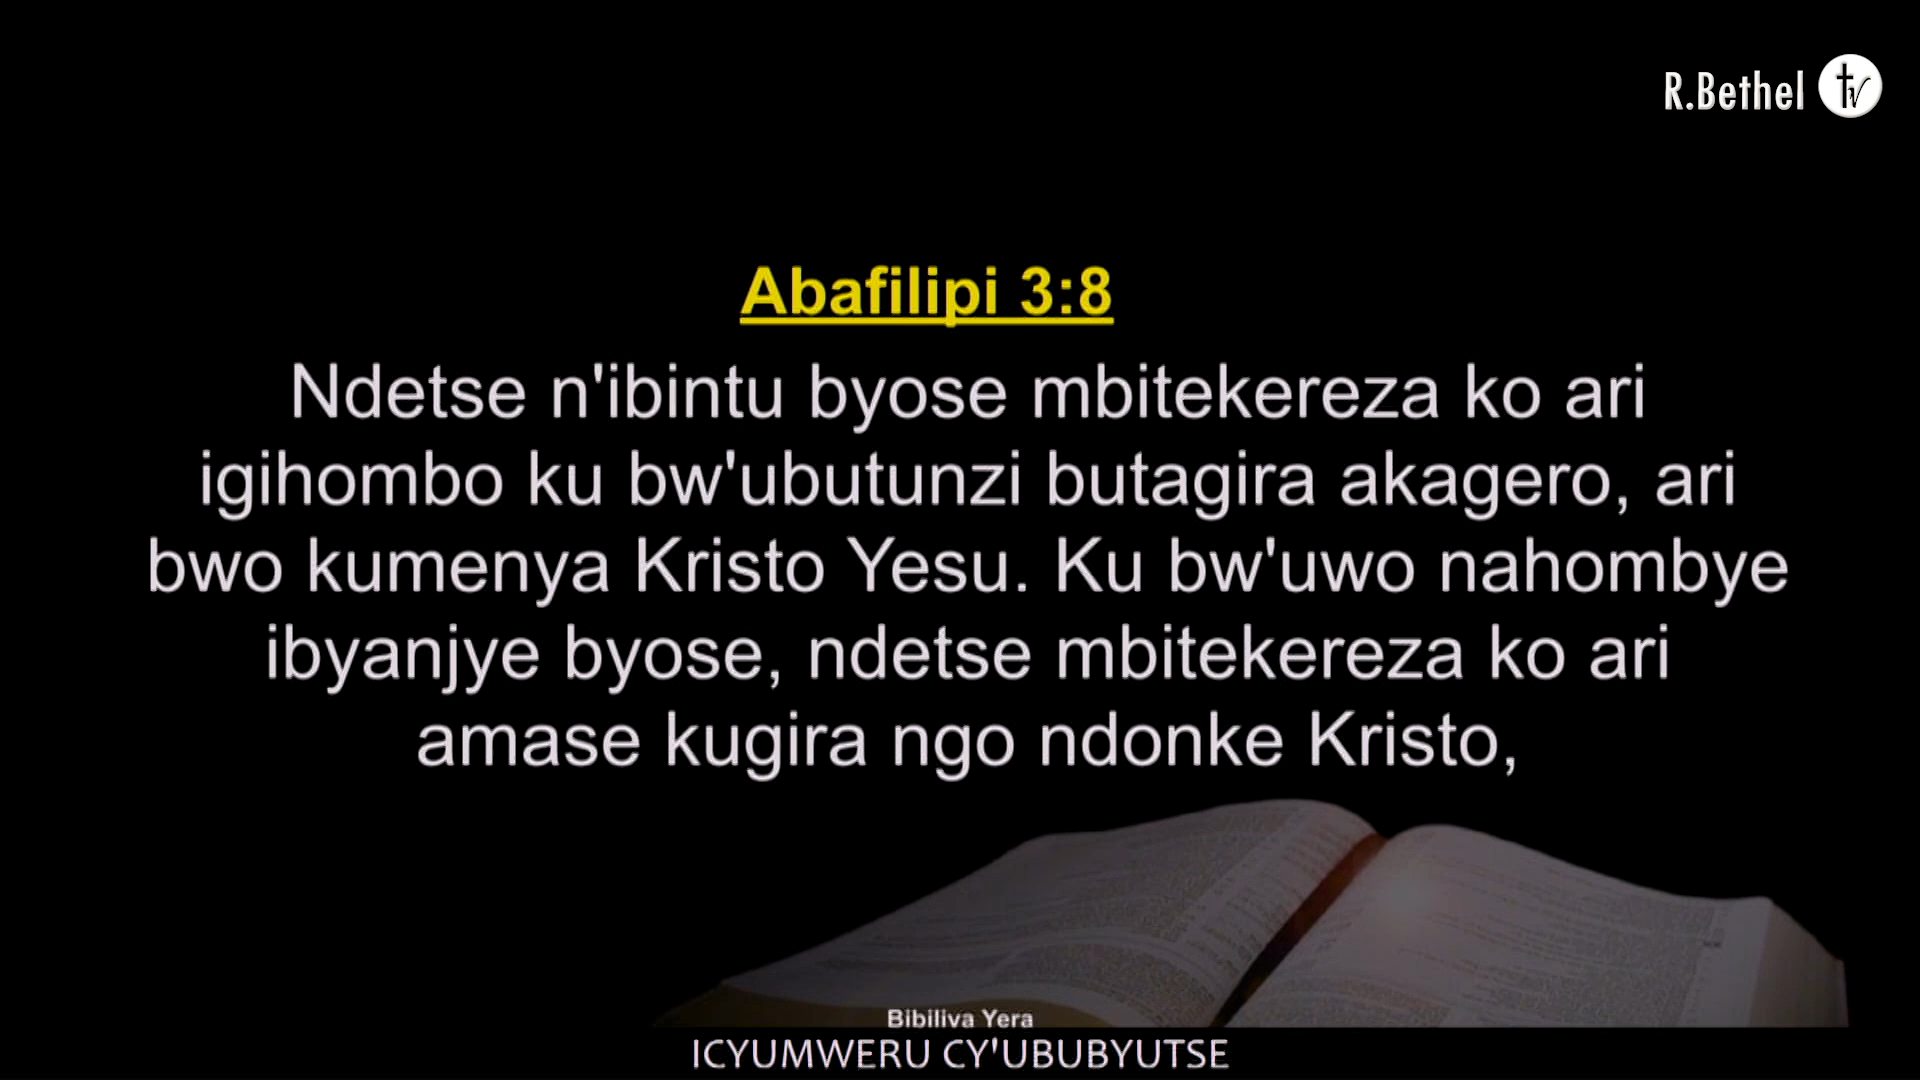 R.Bethel tv
Abafilipi 3:8
Ndetse n'ibintu byose mbitekereza ko ari
igihombo ku bw'ubutunzi butagira akagero, ari
bwo kumenya Kristo Yesu. Ku bw'uwo nahombye
ibyanjye byose, ndetse mbitekereza ko ari
amase kugira ngo ndonke Kristo,
Bibiliya Yera
ICYUMWERU CY'UBUBYUTSE